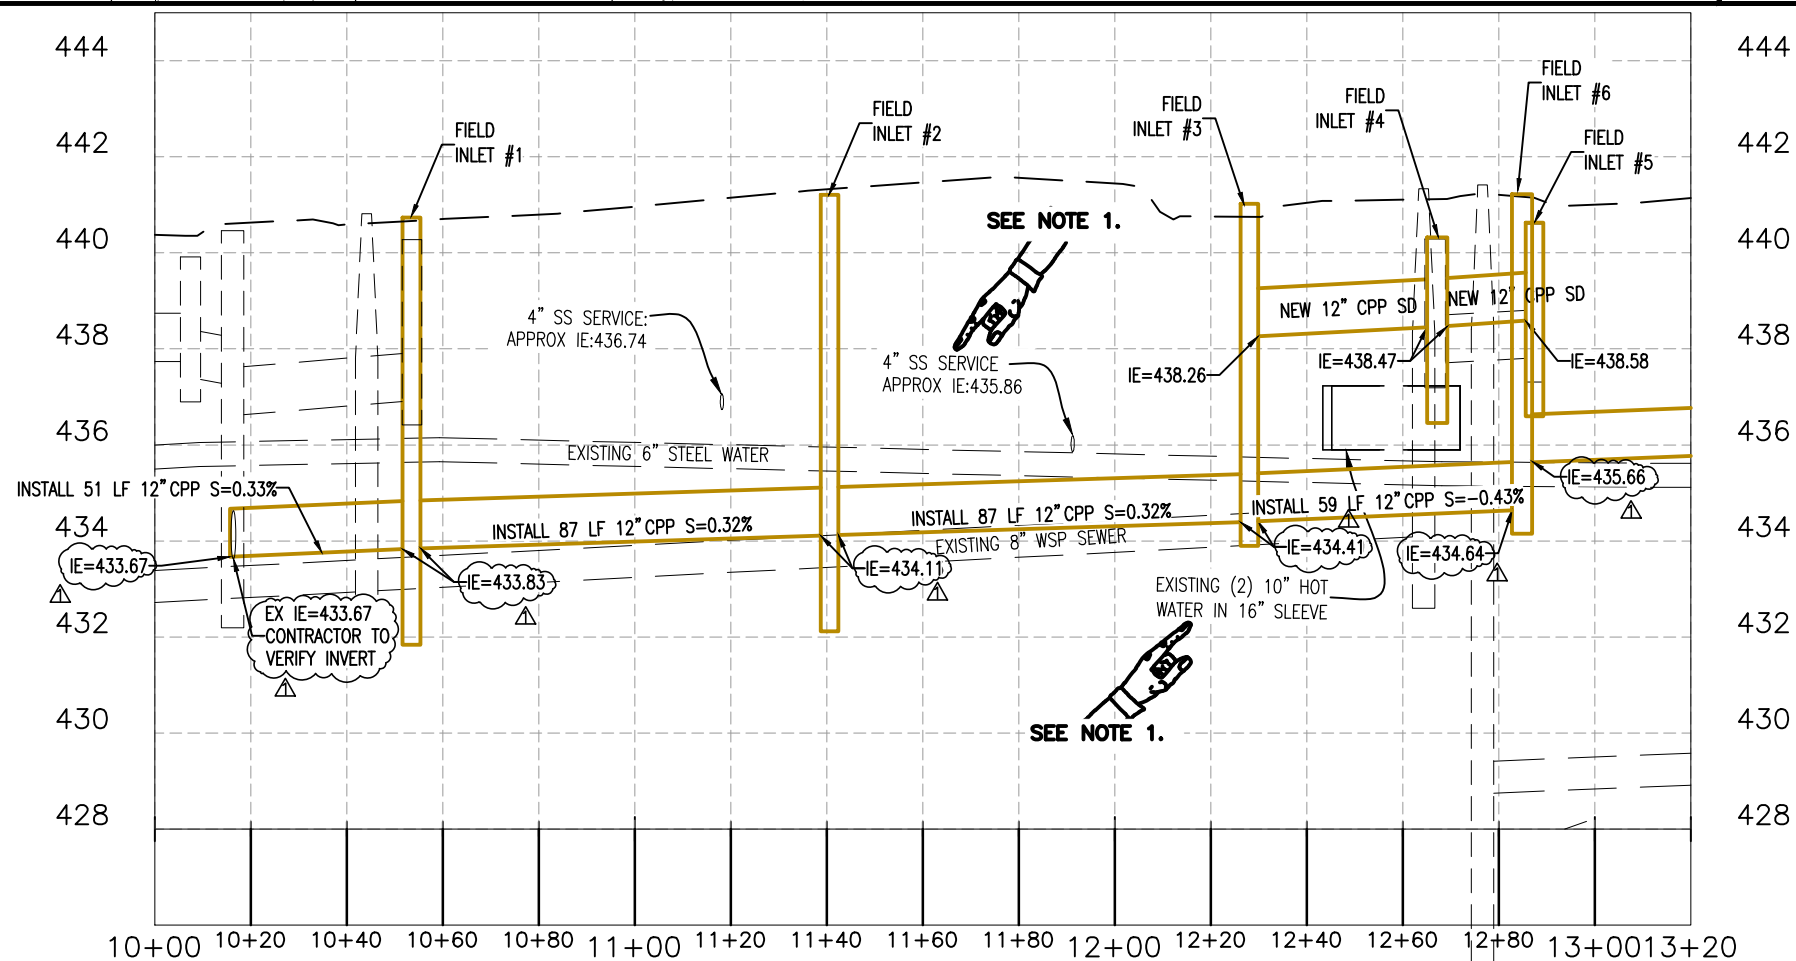 444
442
440
438
436
434
432
430
428
444
442
440
438
436
434
432
430
428
FIELD
INLET #1
FIELD
INLET #2
FIELD
INLET #3
FIELD
INLET #4
FIELD
INLET #6
FIELD
INLET #5
SEE NOTE 1.
4" SS SERVICE:
APPROX IE:436.74
4" SS SERVICE
APPROX IE:435.86
NEW 12" CPP SD
NEW 12" CPP SD
IE=438.26
IE=438.47
IE=438.58
EXISTING 6" STEEL WATER
INSTALL 51 LF 12"CPP S=0.33%
INSTALL 87 LF 12"CPP S=0.32%
INSTALL 87 LF 12"CPP S=0.32%
INSTALL 59 LF 12"CPP S=-0.43%
IE=435.66
1
EXISTING 8" WSP SEWER
IE=433.67
1
IE=433.83
1
IE=434.11
1
IE=434.41
1
IE=434.64
1
EX IE=433.67
CONTRACTOR TO
VERIFY INVERT
1
EXISTING (2) 10" HOT
WATER IN 16" SLEEVE
SEE NOTE 1.
10+00
10+20
10+40
10+60
10+80
11+00
11+20
11+40
11+60
11+80
12+00
12+20
12+40
12+60
12+80
13+00
13+20